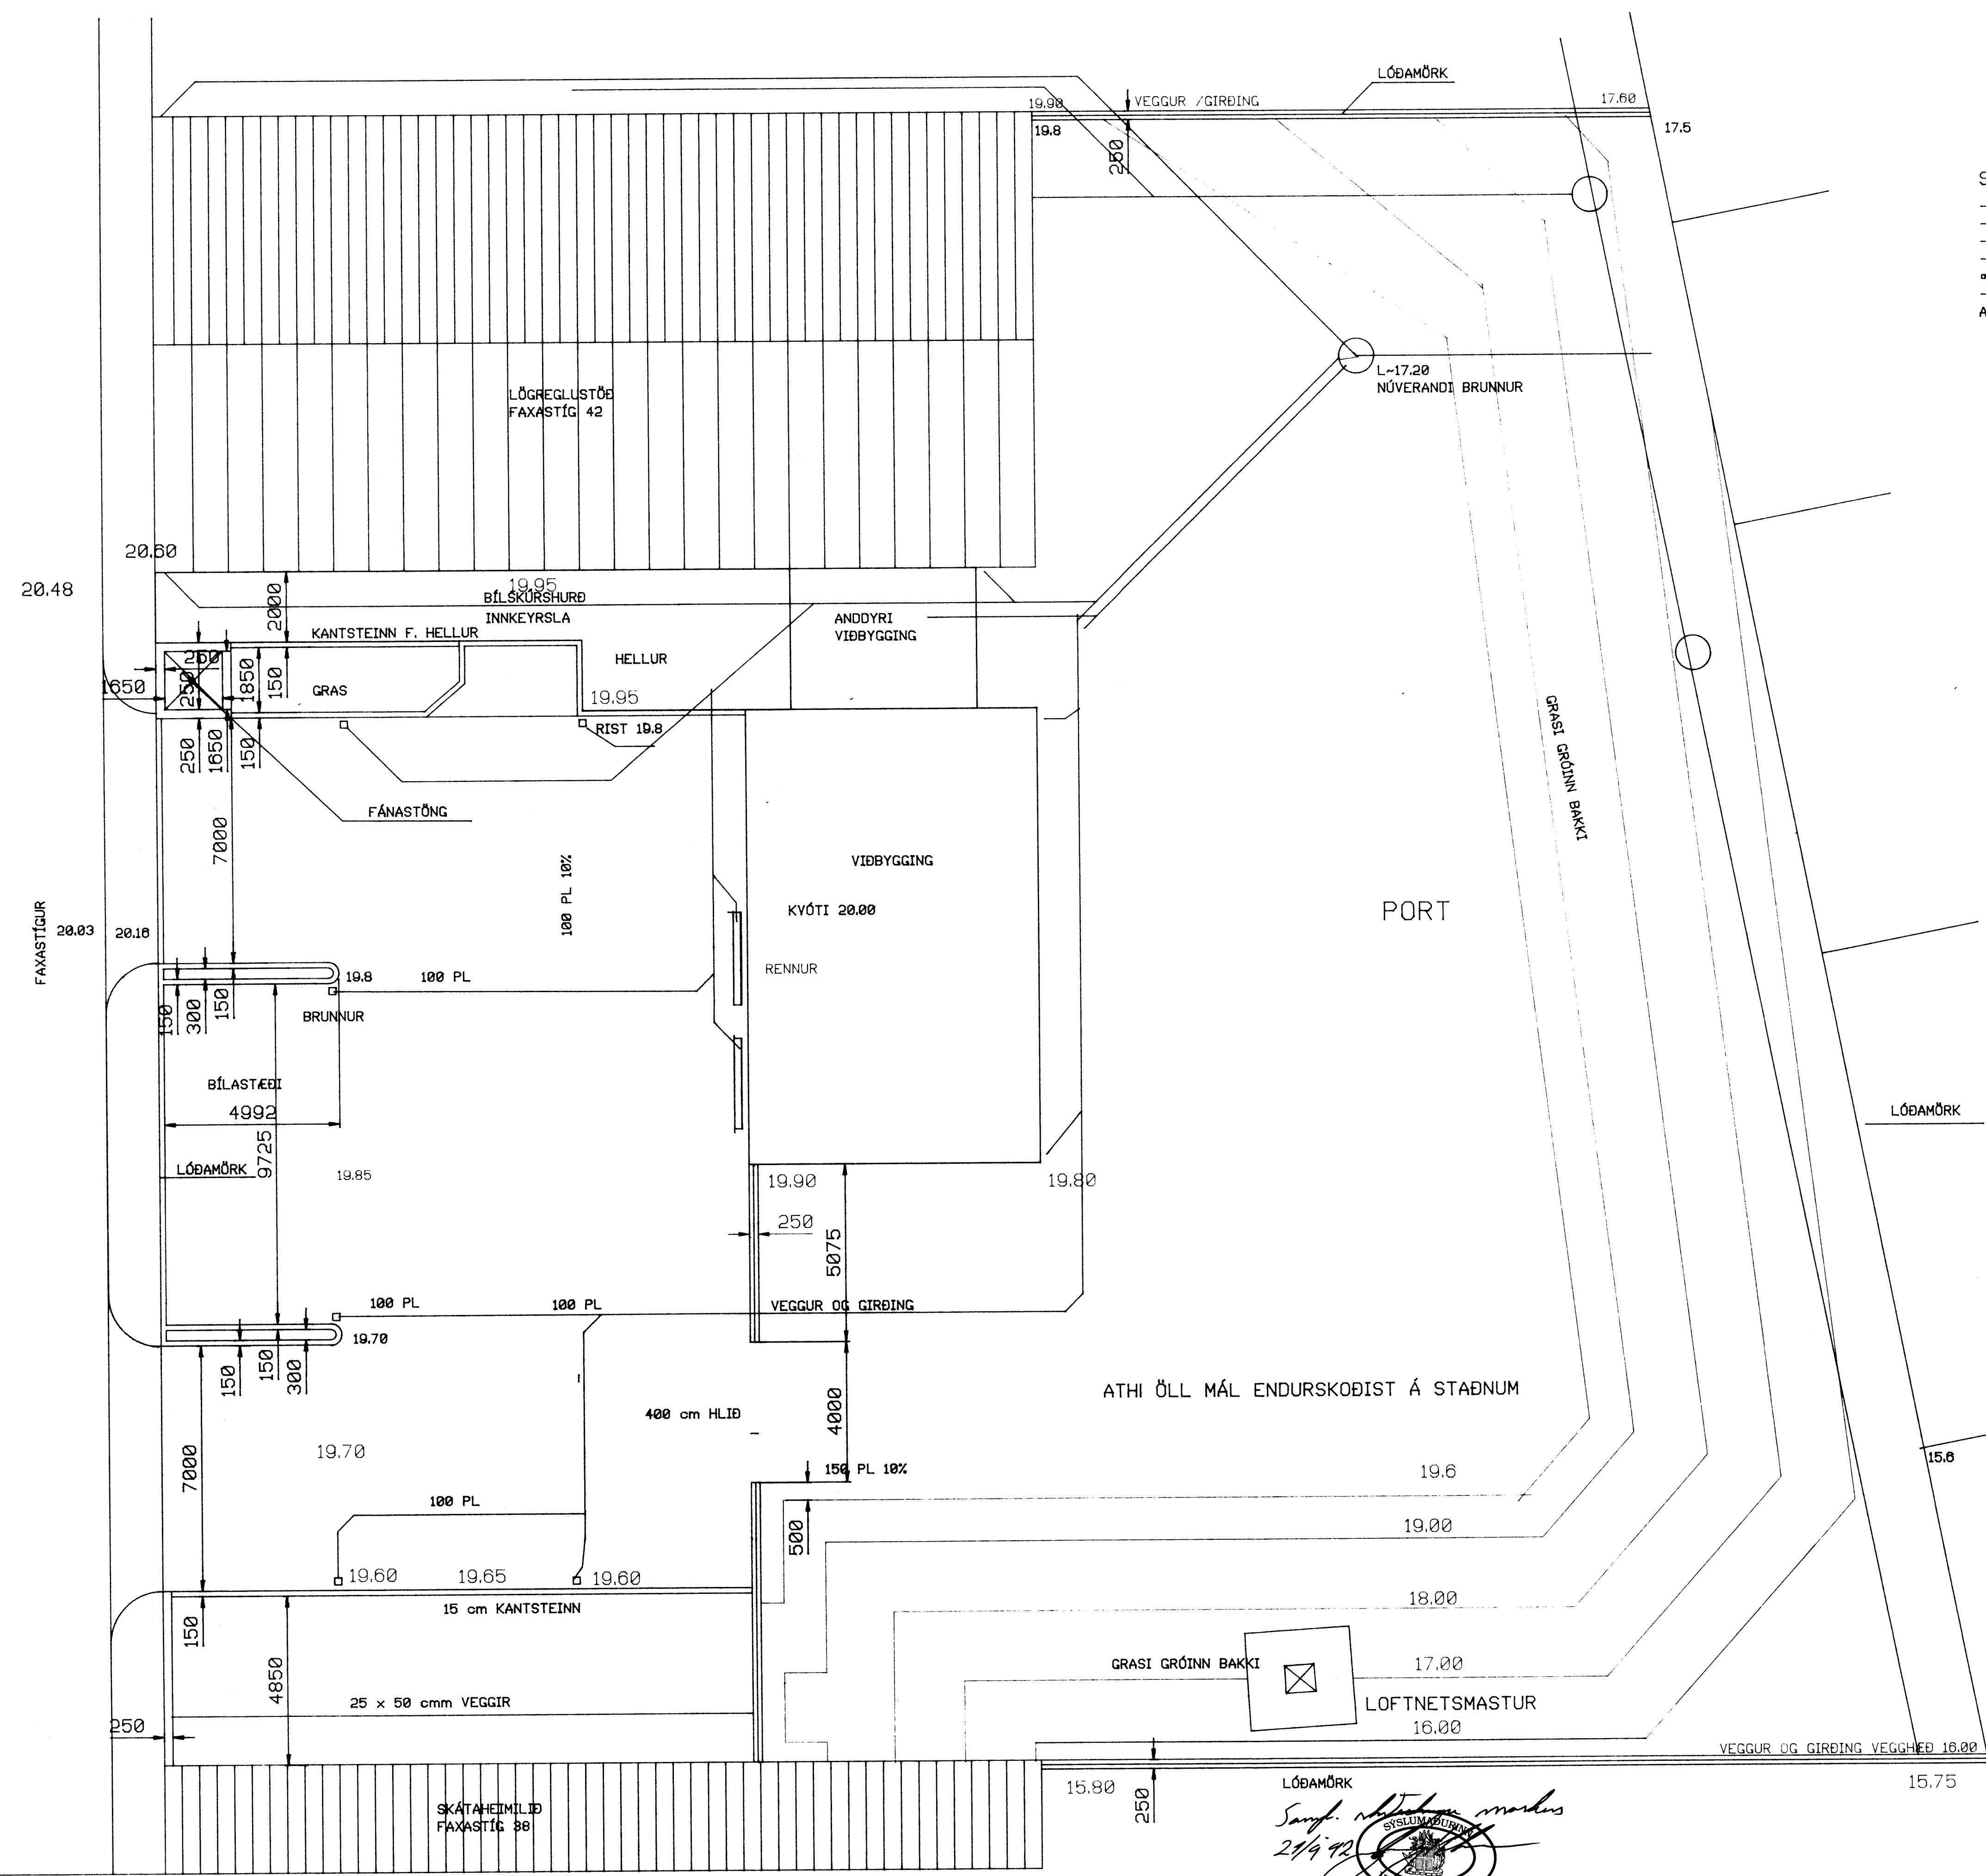 LÓÐAMÖRK
19.90
VEGGUR /GIRÐING
17.60
19.8
17.5
250
L~17.20
NÚVERANDI BRUNNUR
LÖGREGLUSTÖÐ
FAXASTÍG 42
20.60
20.48
19.95
BÍLSKÚRSHURÐ
INNKEYRSLA
2000
KANTSTEINN F. HELLUR
ANDDYRI
VIÐBYGGING
HELLUR
250
1650
250
1850
150
GRAS
19.95
RIST 19.8
250
1650
150
FÁNASTÖNG
7000
100 PL 10%
VIÐBYGGING
KVÓTI 20.00
RENNUR
GRASI GRÓINN BAKKI
PORT
FAXASTÍGUR
20.03
20.16
19.8
100 PL
150
300
150
BRUNNUR
BÍLASTÆÐI
4992
9725
LÓÐAMÖRK
19.85
LÓÐAMÖRK
19.90
19.80
250
5075
100 PL
100 PL
VEGGUR OG GIRÐING
19.70
150
150
300
ATHI ÖLL MÁL ENDURSKOÐIST Á STAÐNUM
400 cm HLIÐ
4000
7000
19.70
150 PL 10%
19.6
15.6
100 PL
500
19.00
19.60
19.65
19.60
15 cm KANTSTEINN
18.00
150
4850
GRASI GRÓINN BAKKI
17.00
25 x 50 cmm VEGGIR
LOFTNETSMASTUR
250
16.00
VEGGUR OG GIRÐING VEGGHÆÐ 16.00
15.80
250
LÓÐAMÖRK
15.75
SKÁTAHEIMILIÐ
FAXASTÍG 38
Samþ.
21/9 92
SÝSLUMAÐURINN